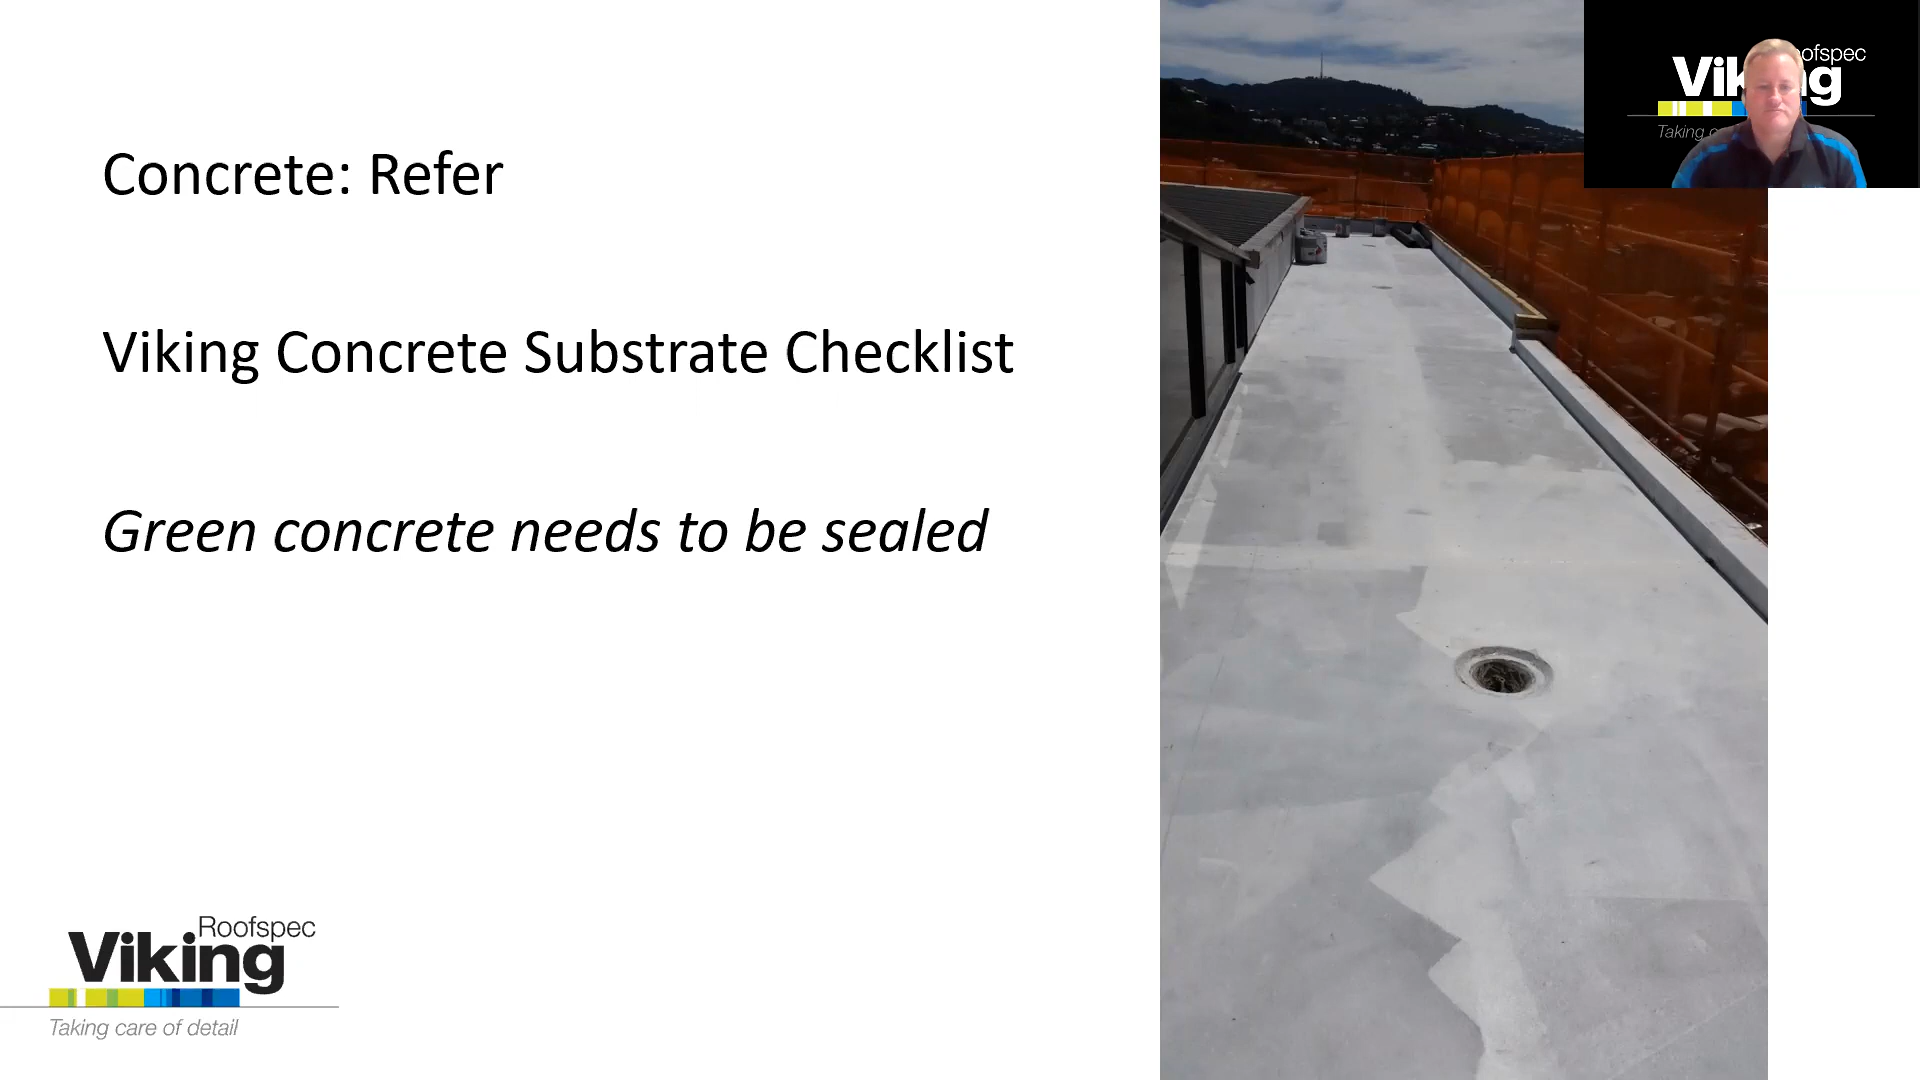 Concrete: Refer
Viking Concrete Substrate Checklist
Green concrete needs to be sealed
Roofspec
Viking
Taking care of detail